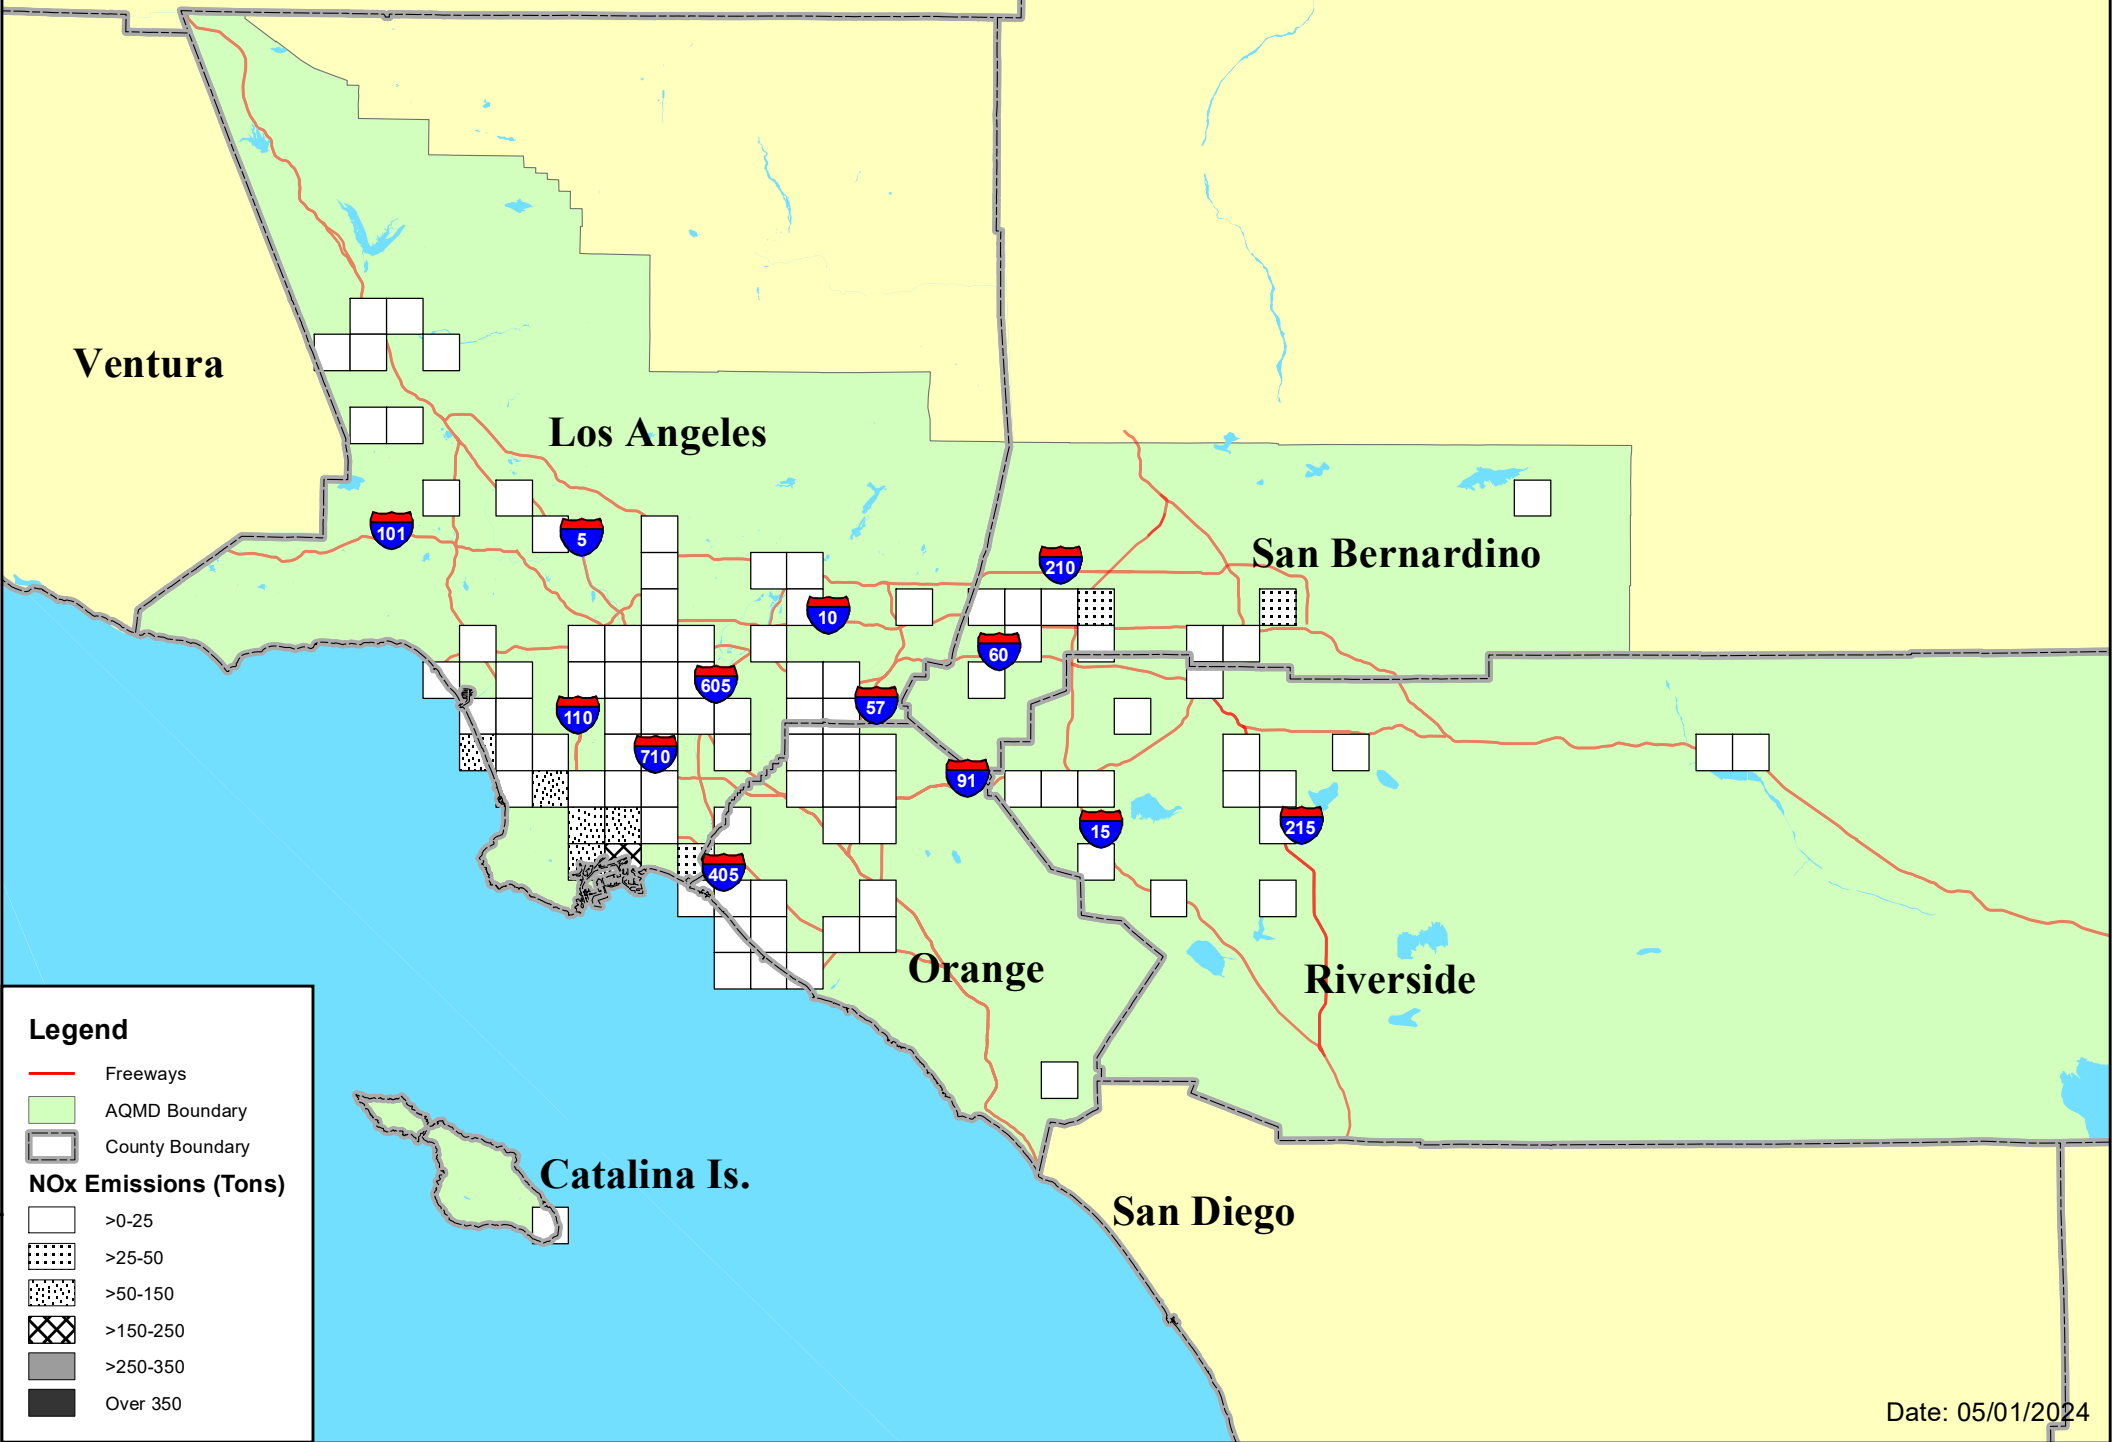 Ventura
Los Angeles
101
5
210
San Bernardino
10
60
605
57
110
710
91
15
215
405
Orange
Riverside
Catalina Is.
San Diego
Legend
Freeways
AQMD Boundary
County Boundary
NOx Emissions (Tons)
>0-25
>25-50
>50-150
>150-250
>250-350
Over 350
Date: 05/01/2024